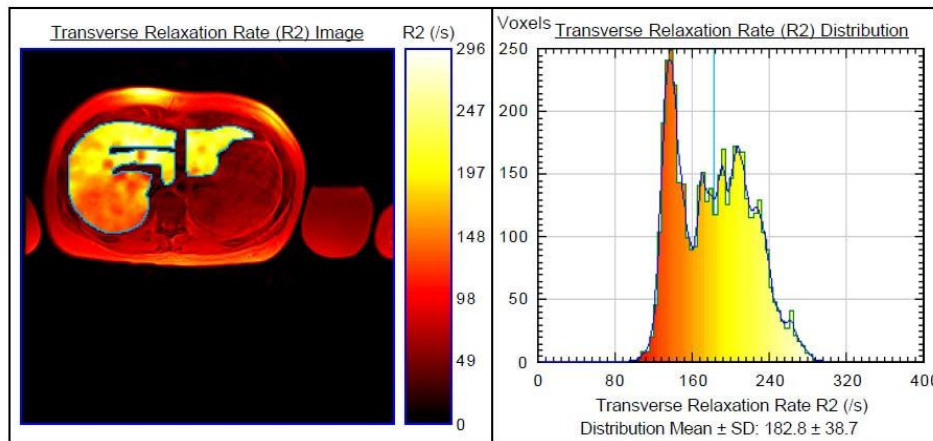 Transverse Relaxation Rate (R2) Image
R2 (/s)
296
247
197
148
98
49
0
Voxels
Transverse Relaxation Rate (R2) Distribution
250
200
150
100
50
0
0 80 160 240 320 400
Transverse Relaxation Rate R2 (/s)
Distribution Mean ± SD: 182.8 ± 38.7